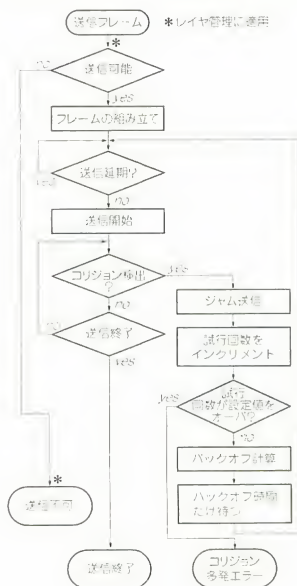 送信フレーム
*レイヤ管理に適用
*
送信可能
no
yes
フレームの組み立て
送信延期?
yes
no
送信開始
コリジョン検出
?
yes
no
ジャム送信
送信終了
no
yes
試行回数を
インクリメント
試行
回数が設定値を
オーバ?
yes
no
バックオフ計算
*
送信不可
バックオフ時間
だけ待つ
送信終了
コリジョン
多発エラー